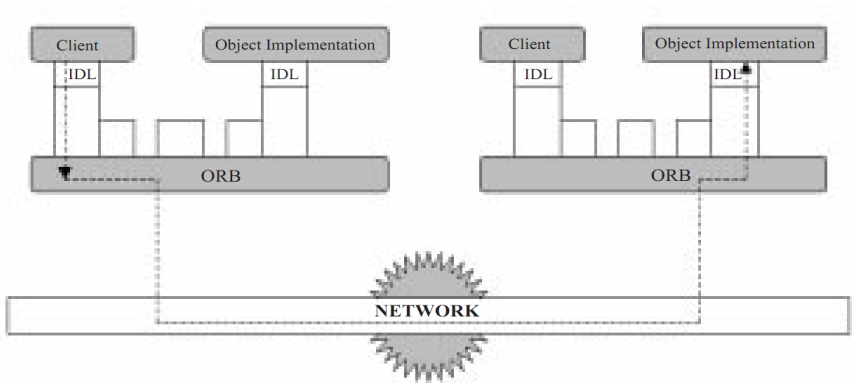 Client
Object Implementation
Client
Object Implementation
IDL
IDL
IDL
IDL
ORB
ORB
NETWORK